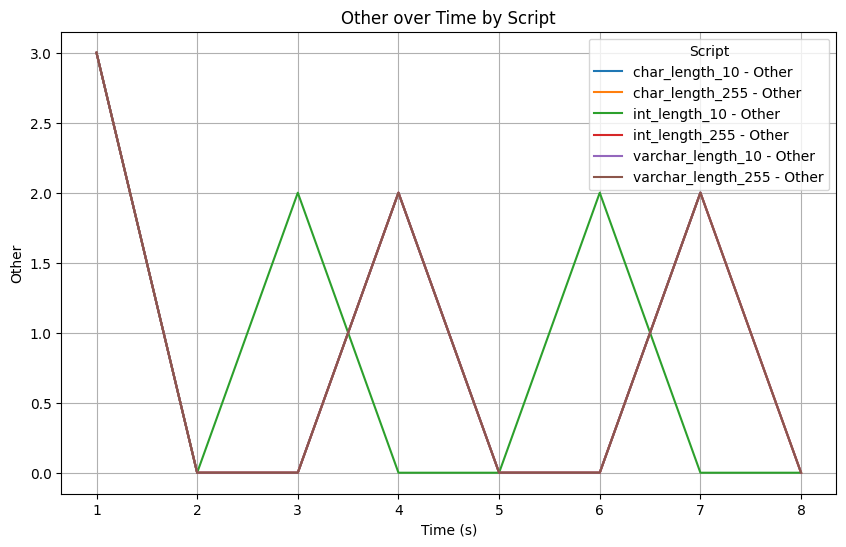 Other over Time by Script
Script
char_length_10 - Other
char_length_255 - Other
int_length_10 - Other
int_length_255 - Other
varchar_length_10 - Other
varchar_length_255 - Other
Other
3.0
2.5
2.0
1.5
1.0
0.5
0.0
1 2 3 4 5 6 7 8
Time (s)